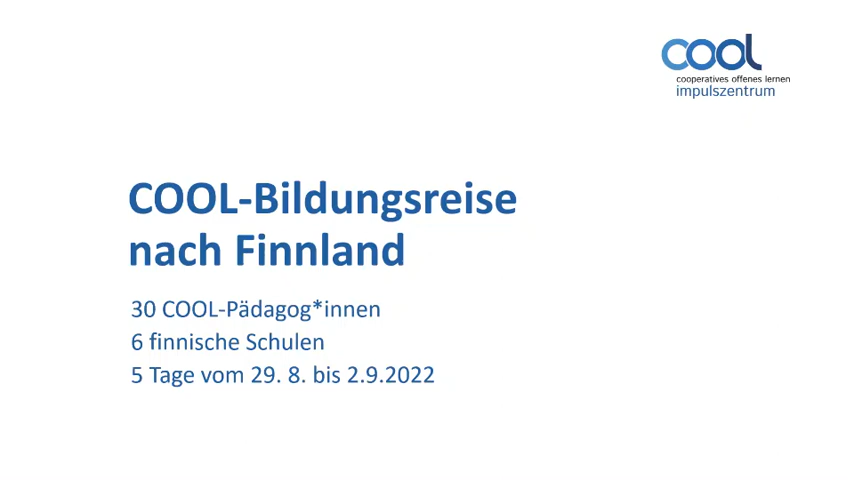 cool
cooperatives offenes lernen
impulszentrum
COOL-Bildungsreise
nach Finnland
30 COOL-Pädagog*innen
6 finnische Schulen
5 Tage vom 29. 8. bis 2.9.2022